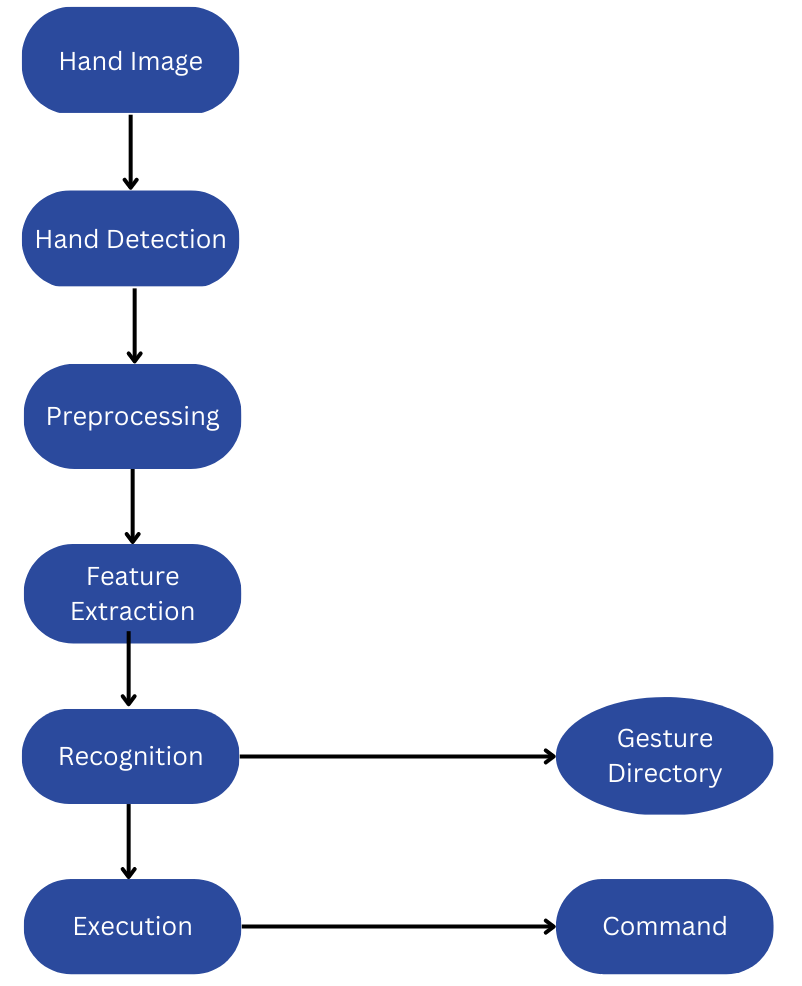 Hand Image
Hand Detection
Preprocessing
Feature
Extraction
Recognition
Gesture
Directory
Execution
Command